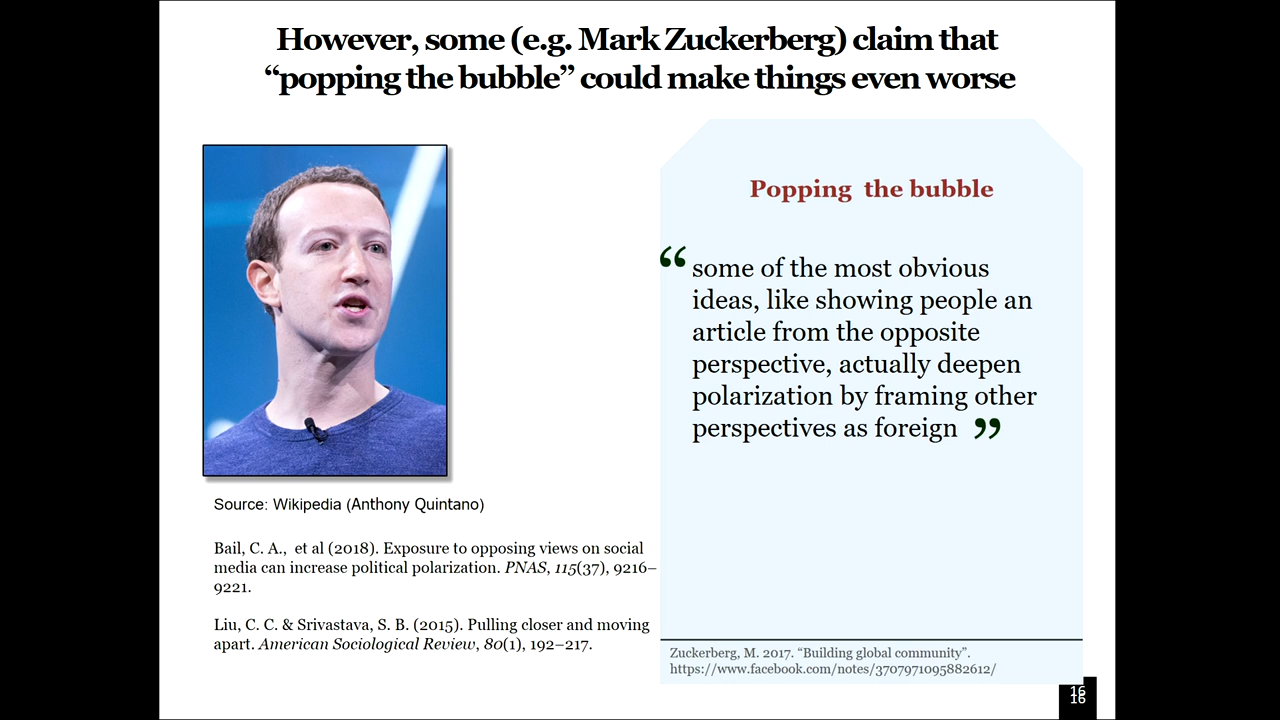 However, some (e.g. Mark Zuckerberg) claim that
“popping the bubble” could make things even worse
Popping the bubble
“some of the most obvious
ideas, like showing people an
article from the opposite
perspective, actually deepen
polarization by framing other
perspectives as foreign ”
Source: Wikipedia (Anthony Quintano)
Bail, C. A., et al (2018). Exposure to opposing views on social
media can increase political polarization. PNAS, 115(37), 9216–
9221.
Liu, C. C. & Srivastava, S. B. (2015). Pulling closer and moving
apart. American Sociological Review, 80(1), 192–217.
Zuckerberg, M. 2017. “Building global community”.
https://www.facebook.com/notes/3707971095882612/
16
16